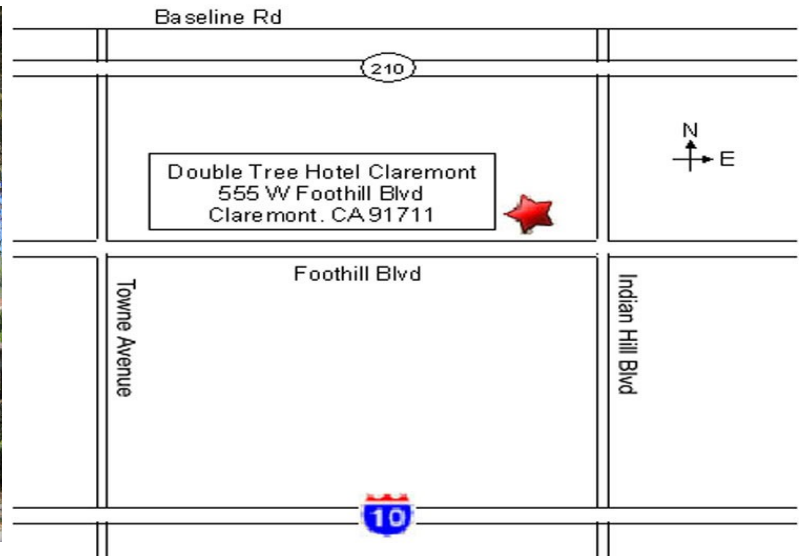 Baseline Rd
210
N
E
Double Tree Hotel Claremont
555 W Foothill Blvd
Claremont. CA 91711
Foothill Blvd
Towne Avenue
Indian Hill Blvd
10